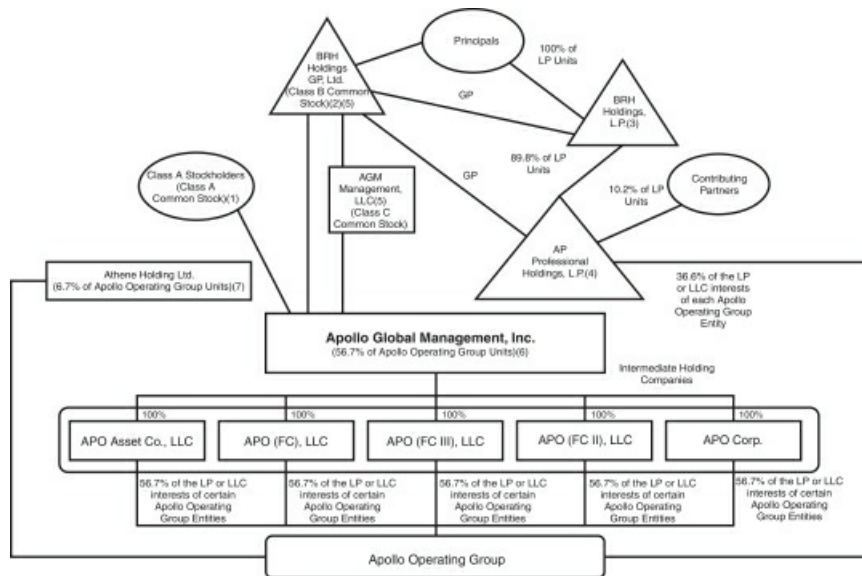 Principals
100% of
LP Units
BRH
Holdings
GP, Ltd.
(Class B Common
Stock)(2)(5)
GP
BRH
Holdings,
L.P.(3)
89.8% of LP
Units
Class A Stockholders
(Class A
Common Stock)(1)
AGM
Management,
LLC(5)
(Class C
Common Stock)
GP
10.2% of LP
Units
Contributing
Partners
AP
Professional
Holdings, L.P.(4)
Athene Holding Ltd.
(6.7% of Apollo Operating Group Units)(7)
36.6% of the LP
or LLC interests
of each Apollo
Operating Group
Entity
Apollo Global Management, Inc.
(56.7% of Apollo Operating Group Units)(6)
Intermediate Holding
Companies
100%
100%
100%
100%
100%
APO Asset Co., LLC
APO (FC), LLC
APO (FC III), LLC
APO (FC II), LLC
APO Corp.
56.7% of the LP or LLC
interests of certain
Apollo Operating
Group Entities
56.7% of the LP or LLC
interests of certain
Apollo Operating
Group Entities
56.7% of the LP or LLC
interests of certain
Apollo Operating
Group Entities
56.7% of the LP or LLC
interests of certain
Apollo Operating
Group Entities
56.7% of the LP or LLC
interests of certain
Apollo Operating
Group Entities
Apollo Operating Group